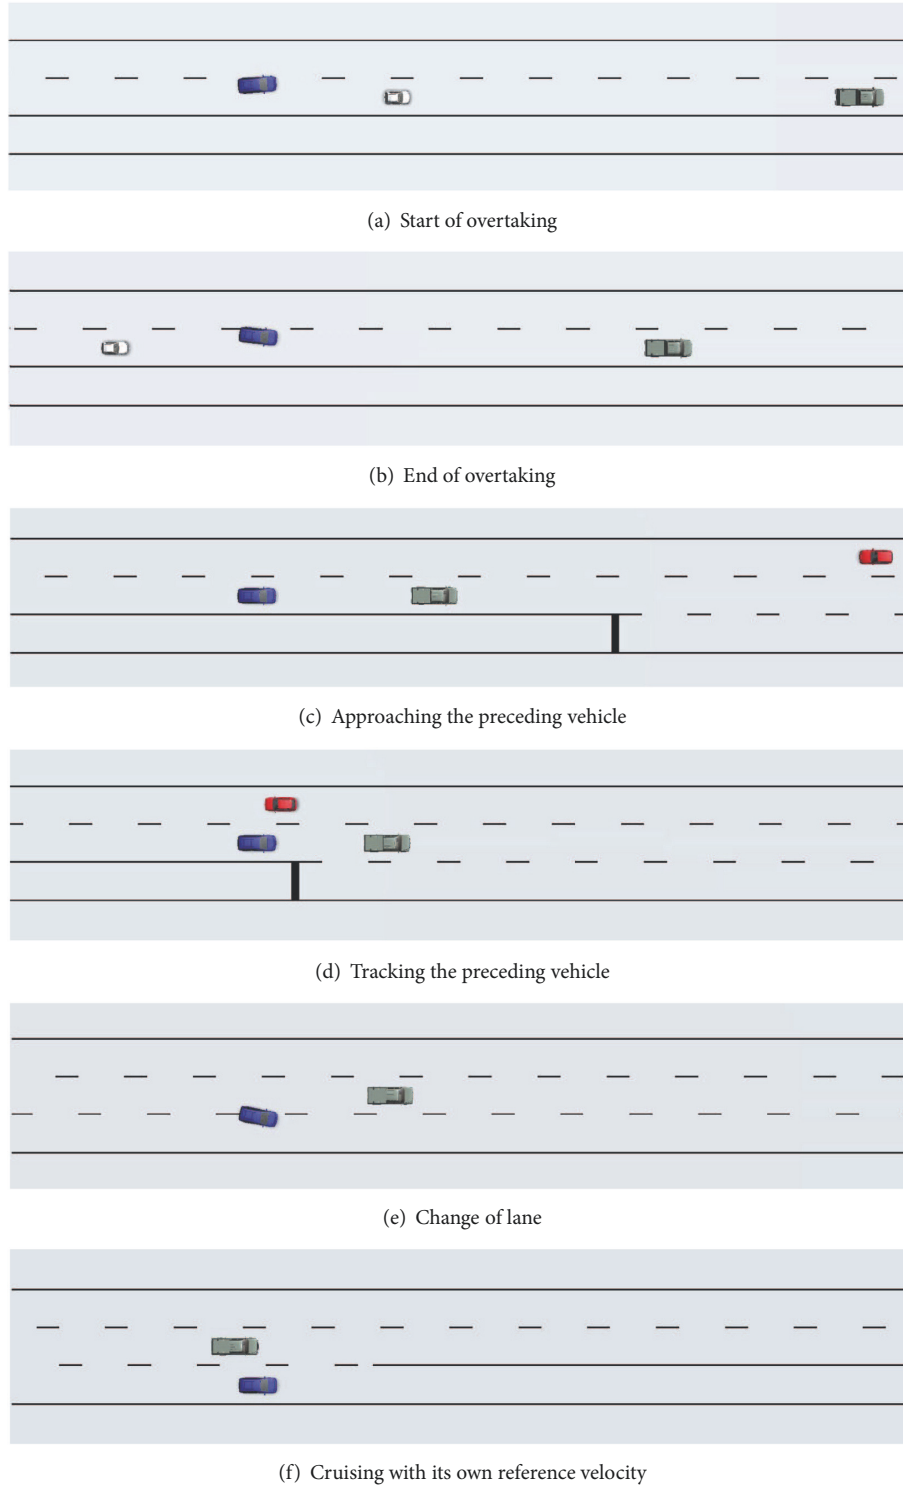 (a) Start of overtaking
(b) End of overtaking
(c) Approaching the preceding vehicle
(d) Tracking the preceding vehicle
(e) Change of lane
(f) Cruising with its own reference velocity